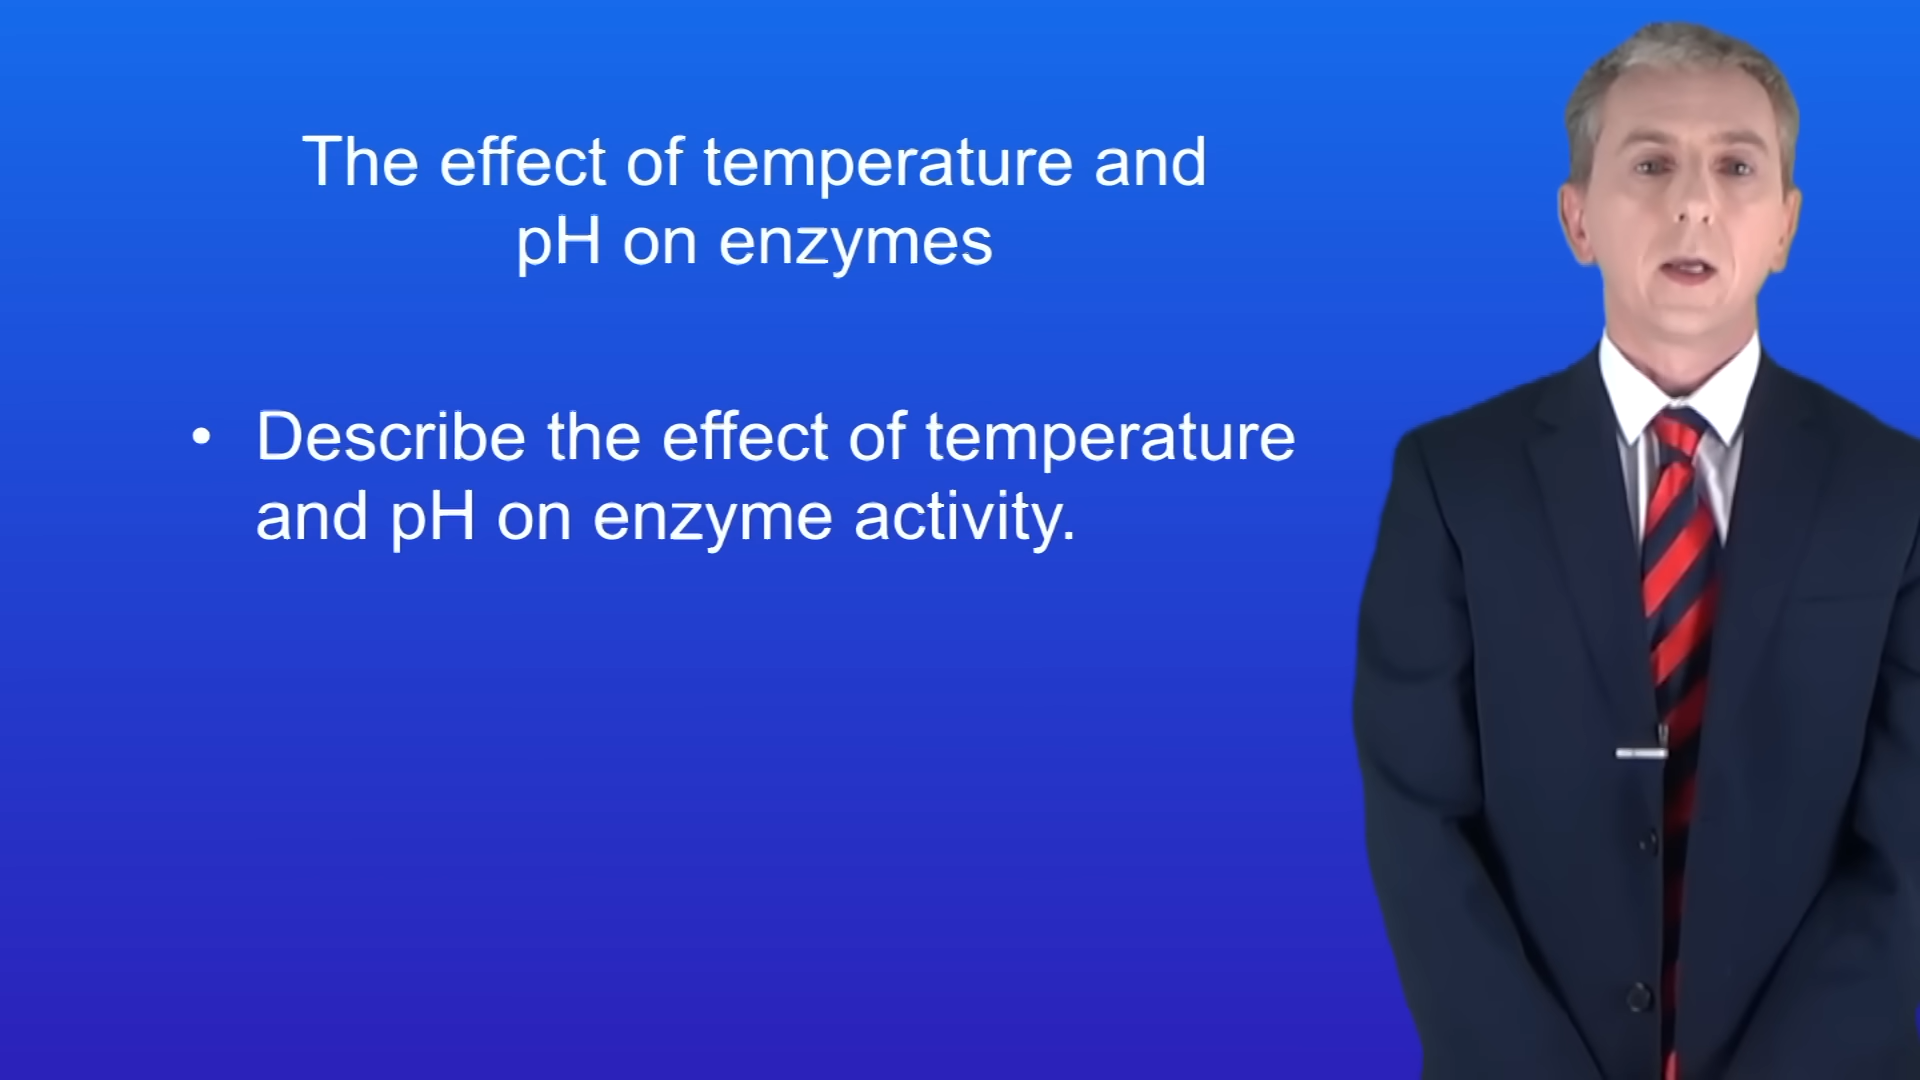 The effect of temperature and
pH on enzymes
• Describe the effect of temperature
and pH on enzyme activity.